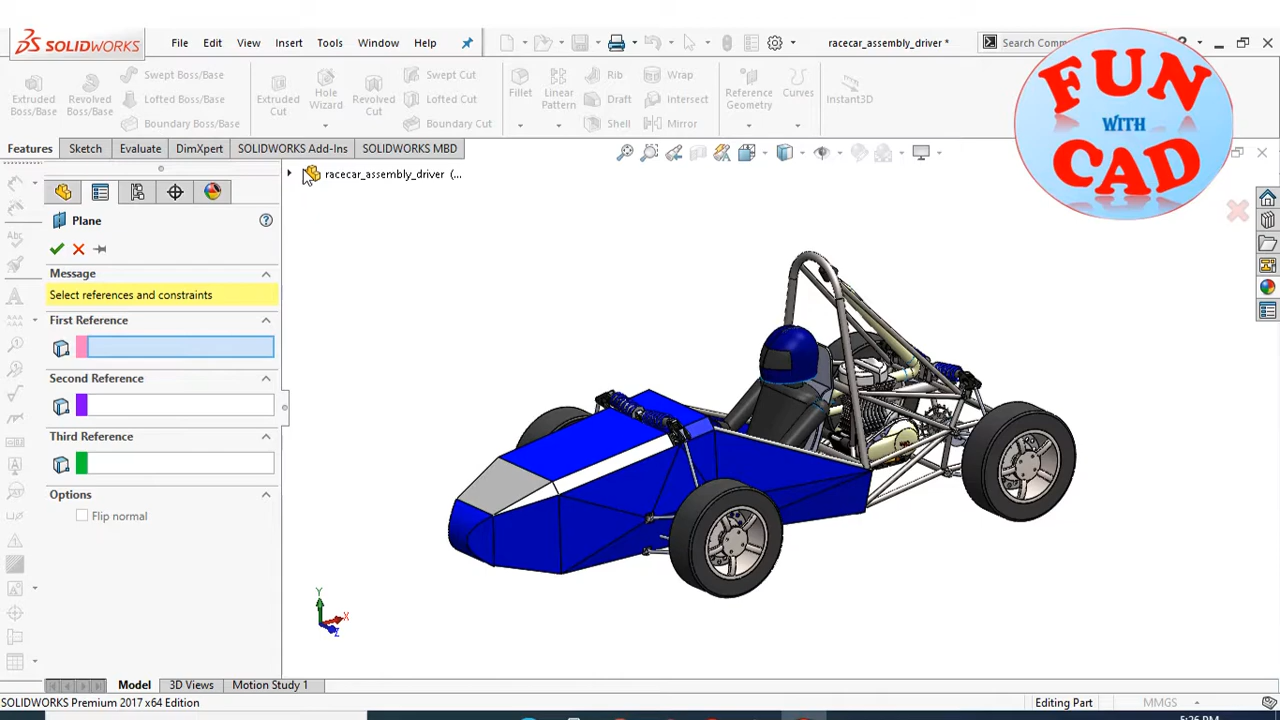 SOLIDWORKS
File Edit View Insert Tools Window Help
racecar_assembly_driver *
?
FUN
WITH
CAD
Extruded
Boss/Base
Revolved
Boss/Base
Swept Boss/Base
Lofted Boss/Base
Boundary Boss/Base
Extruded
Cut
Hole
Wizard
Revolved
Cut
Swept Cut
Lofted Cut
Boundary Cut
Fillet
Linear
Pattern
Rib
Draft
Shell
Wrap
Intersect
Mirror
Reference
Geometry
Curves
Instant3D
Features Sketch Evaluate DimXpert SOLIDWORKS Add-Ins SOLIDWORKS MBD
racecar_assembly_driver (...
Plane
?
Message
Select references and constraints
First Reference
Second Reference
Third Reference
Options
Flip normal
Y
X
Z
Model 3D Views Motion Study 1
SOLIDWORKS Premium 2017 x64 Edition
Editing Part
MMGS